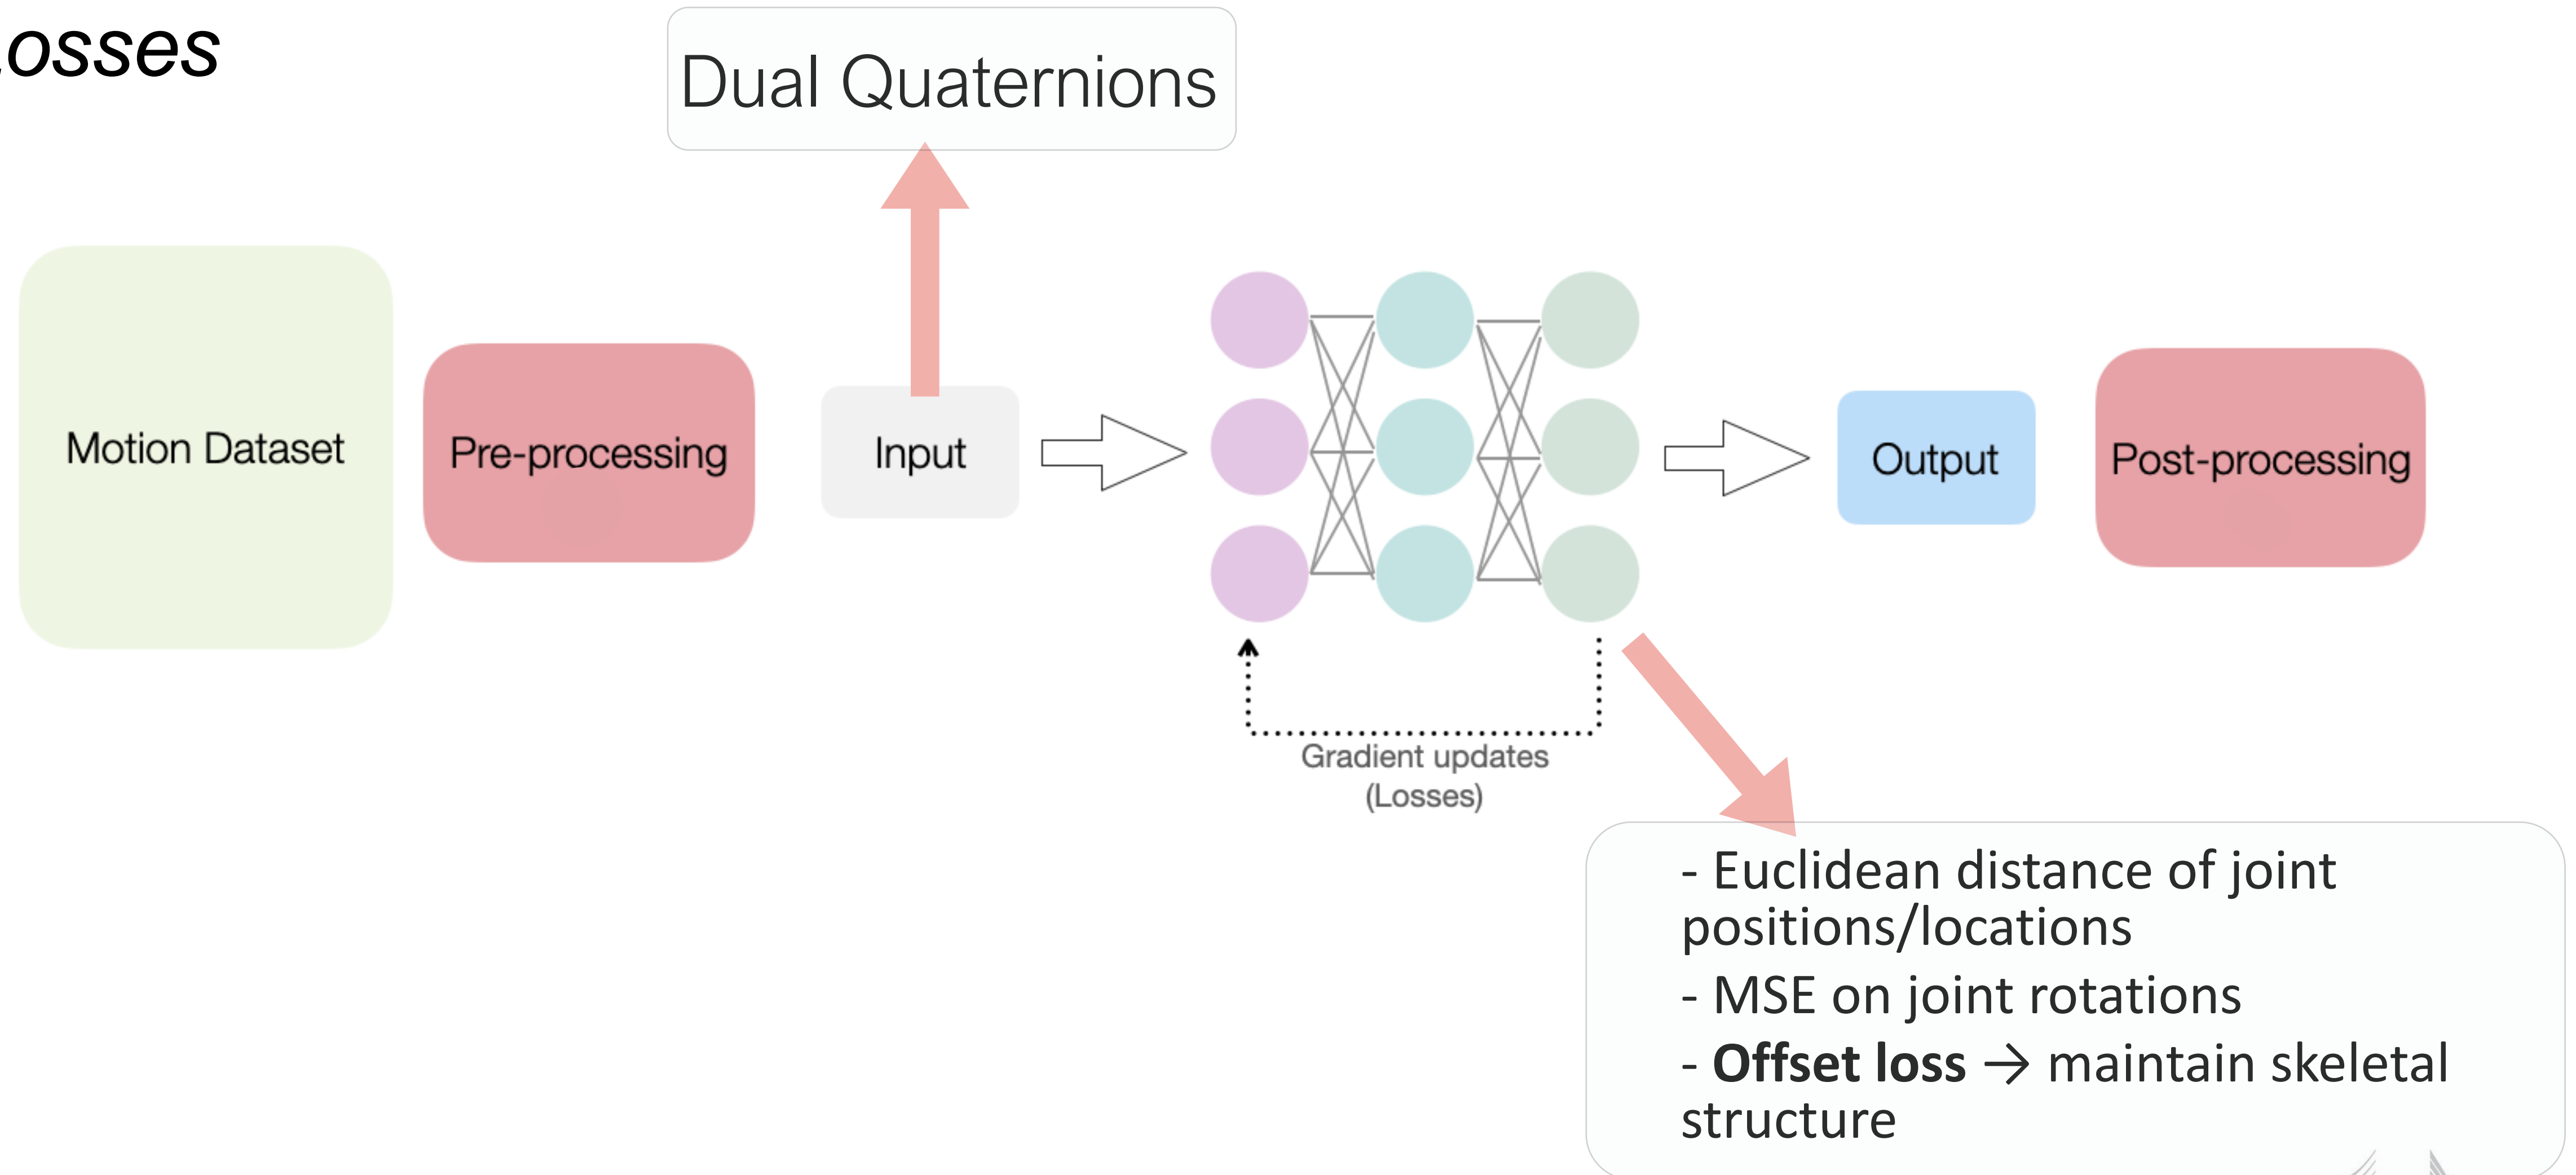 osses
Dual Quaternions
Motion Dataset
Pre-processing
Input
Output
Post-processing
Gradient updates
(Losses)
- Euclidean distance of joint
positions/locations
- MSE on joint rotations
- Offset loss → maintain skeletal
structure